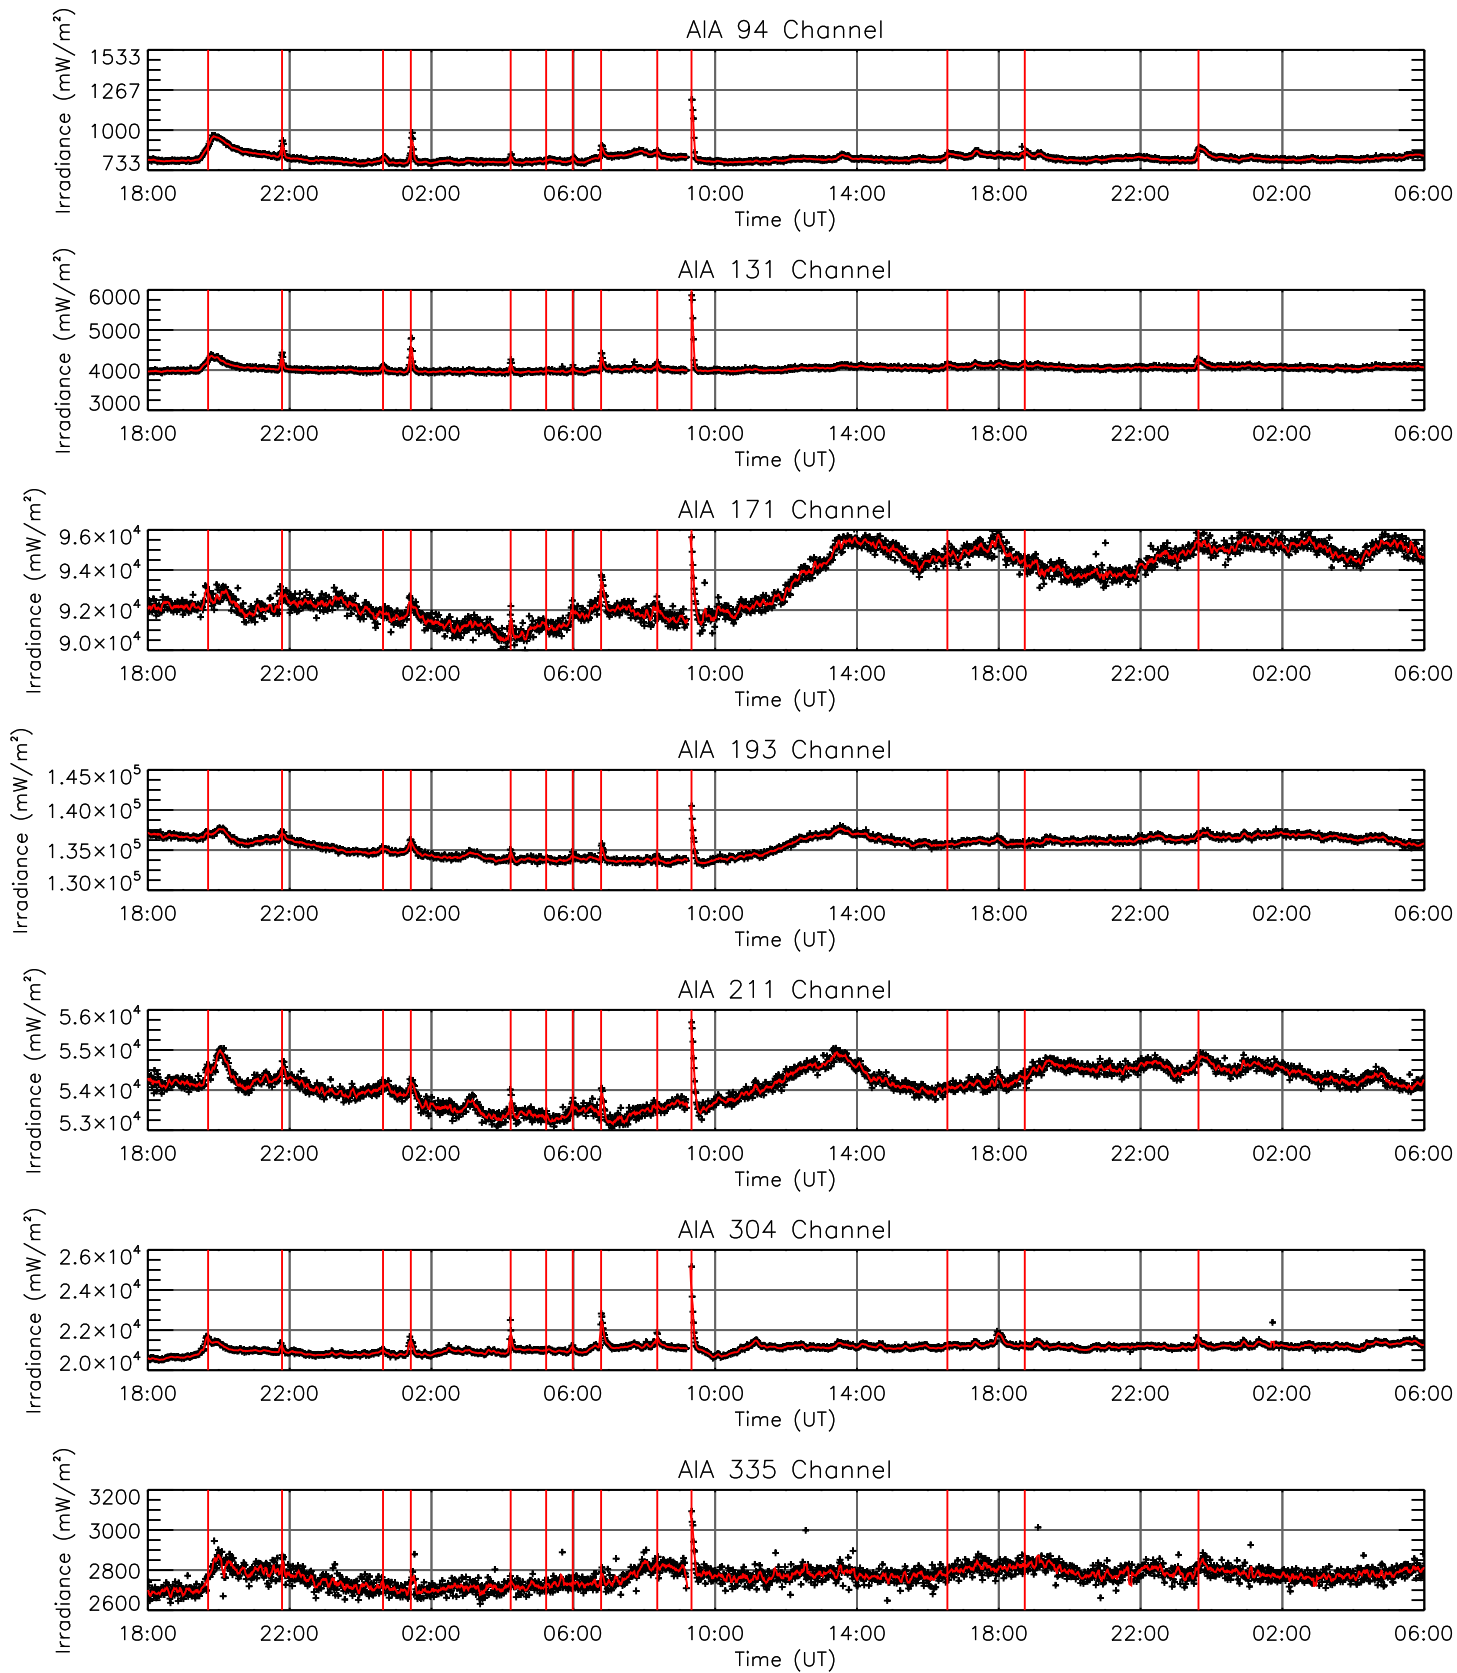 AIA 94 Channel
Irradiance (mW/m²)
1533
1267
1000
733
18:00 22:00 02:00 06:00 10:00 14:00 18:00 22:00 02:00 06:00
Time (UT)
AIA 131 Channel
Irradiance (mW/m²)
6000
5000
4000
3000
18:00 22:00 02:00 06:00 10:00 14:00 18:00 22:00 02:00 06:00
Time (UT)
AIA 171 Channel
Irradiance (mW/m²)
9.6×10⁴
9.4×10⁴
9.2×10⁴
9.0×10⁴
18:00 22:00 02:00 06:00 10:00 14:00 18:00 22:00 02:00 06:00
Time (UT)
AIA 193 Channel
Irradiance (mW/m²)
1.45×10⁵
1.40×10⁵
1.35×10⁵
1.30×10⁵
18:00 22:00 02:00 06:00 10:00 14:00 18:00 22:00 02:00 06:00
Time (UT)
AIA 211 Channel
Irradiance (mW/m²)
5.6×10⁴
5.5×10⁴
5.4×10⁴
5.3×10⁴
18:00 22:00 02:00 06:00 10:00 14:00 18:00 22:00 02:00 06:00
Time (UT)
AIA 304 Channel
Irradiance (mW/m²)
2.6×10⁴
2.4×10⁴
2.2×10⁴
2.0×10⁴
18:00 22:00 02:00 06:00 10:00 14:00 18:00 22:00 02:00 06:00
Time (UT)
AIA 335 Channel
Irradiance (mW/m²)
3200
3000
2800
2600
18:00 22:00 02:00 06:00 10:00 14:00 18:00 22:00 02:00 06:00
Time (UT)